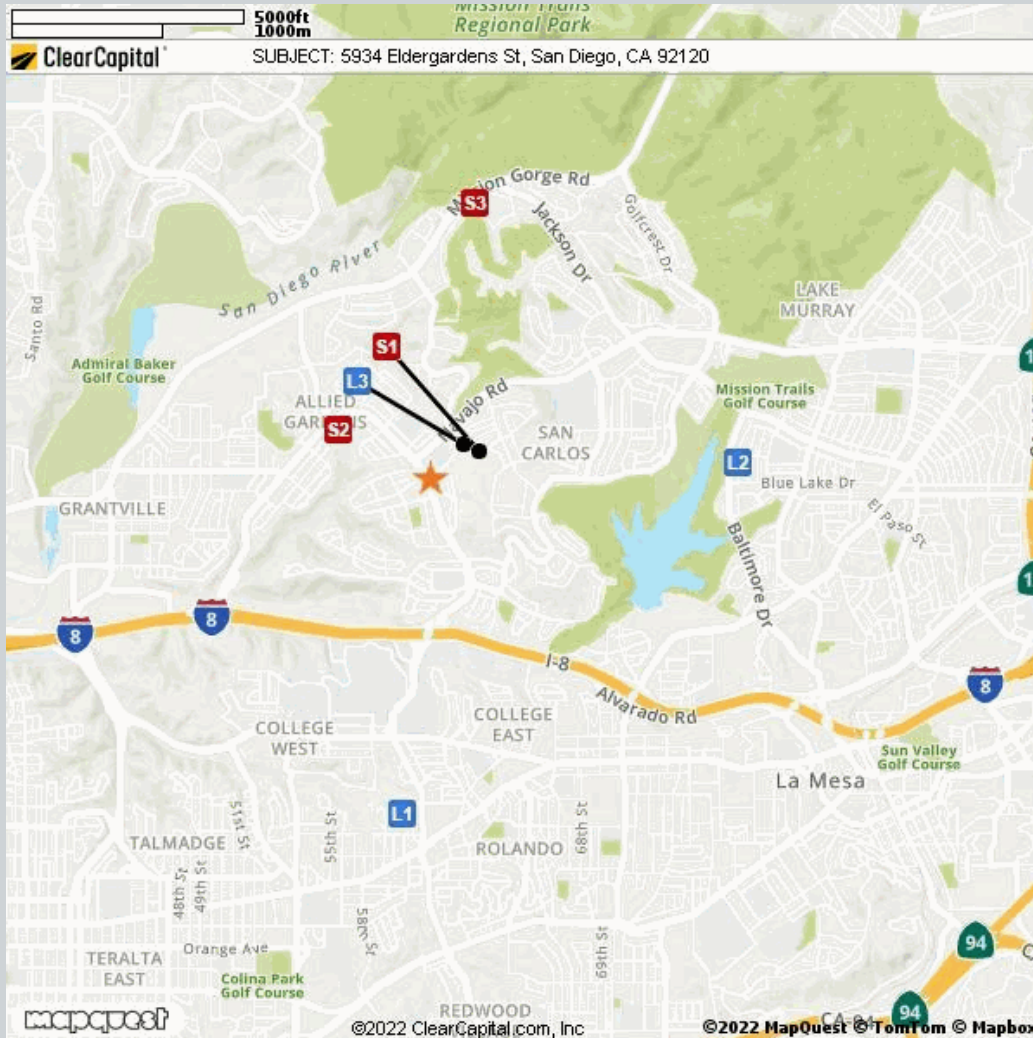 5000ft
1000m
Mission Trails
Regional Park
ClearCapital
SUBJECT: 5934 Eldergardens St, San Diego, CA 92120
Mission Gorge Rd
S3
Jackson Dr
Golfcrest Dr
San Diego River
LAKE
MURRAY
Santo Rd
S1
Admiral Baker
Golf Course
L3
ALLIED
GARDENS
Navajo Rd
Mission Trails
Golf Course
S2
SAN
CARLOS
L2
Blue Lake Dr
GRANTVILLE
El Paso St
Baltimore Dr
8
8
I-8
8
Alvarado Rd
COLLEGE
WEST
COLLEGE
EAST
Sun Valley
Golf Course
La Mesa
L1
51st St
55th St
68th St
TALMADGE
ROLANDO
48th St
49th St
58th St
69th St
Orange Ave
TERALTA
EAST
Colina Park
Golf Course
94
REDWOOD
94
CA-94
mapquest
©2022 ClearCapital.com, Inc
©2022 MapQuest © TomTom © Mapbox